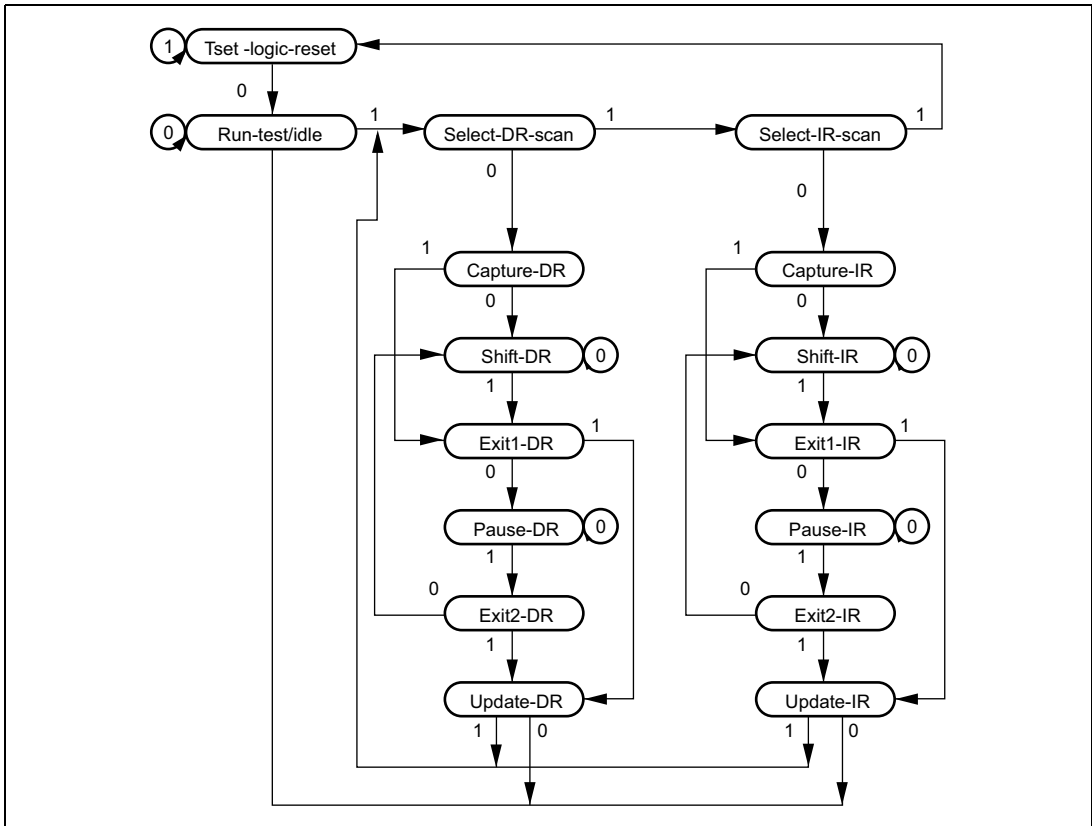 1 Tset -logic-reset
0
0 Run-test/idle 1 Select-DR-scan 1 Select-IR-scan 1
0 0
1 Capture-DR 1 Capture-IR
0 0
Shift-DR 0 Shift-IR 0
1 1
Exit1-DR 1 Exit1-IR 1
0 0
Pause-DR 0 Pause-IR 0
1 1
0 Exit2-DR 0 Exit2-IR
1 1
Update-DR Update-IR
1 0 1 0